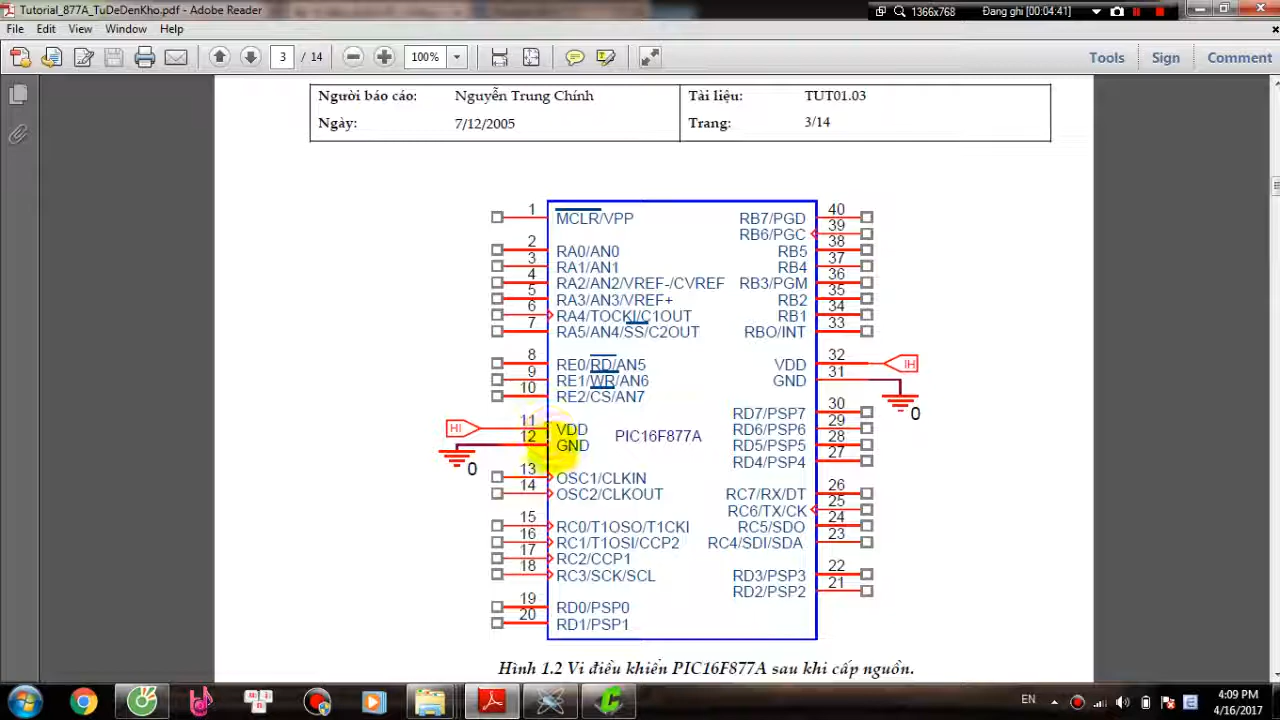 Tutorial_877A_TuDeDenKho.pdf - Adobe Reader
1366x768 Đang ghi (00:04:41)
File Edit View Window Help
3 / 14 100% Tools Sign Comment
Người báo cáo: Nguyễn Trung Chính Tài liệu: TUT01.03
Ngày: 7/12/2005 Trang: 3/14
1 MCLR/VPP RB7/PGD 40
RB6/PGC 39
2 RA0/AN0 RB5 38
3 RA1/AN1 RB4 37
4 RA2/AN2/VREF-/CVREF RB3/PGM 36
5 RA3/AN3/VREF+ RB2 35
6 RA4/TOCKI/C1OUT RB1 34
7 RA5/AN4/SS/C2OUT RBO/INT 33
8 RE0/RD/AN5 VDD 32 HI
9 RE1/WR/AN6 GND 31
10 RE2/CS/AN7 0
RD7/PSP7 30
HI 11 VDD PIC16F877A RD6/PSP6 29
12 GND RD5/PSP5 28
0 RD4/PSP4 27
13 OSC1/CLKIN
14 OSC2/CLKOUT RC7/RX/DT 26
RC6/TX/CK 25
15 RC0/T1OSO/T1CKI RC5/SDO 24
16 RC1/T1OSI/CCP2 RC4/SDI/SDA 23
17 RC2/CCP1
18 RC3/SCK/SCL RD3/PSP3 22
RD2/PSP2 21
19 RD0/PSP0
20 RD1/PSP1
Hình 1.2 Vi điều khiển PIC16F877A sau khi cấp nguồn.
EN 4:09 PM
4/16/2017